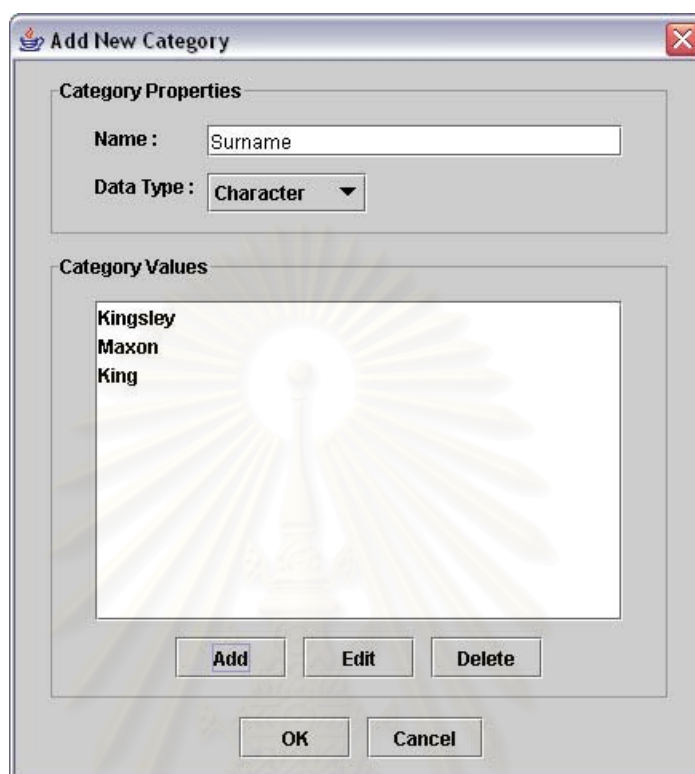 Add New Category
Category Properties
Name :
Surname
Data Type :
Character
Category Values
Kingsley
Maxon
King
Add
Edit
Delete
OK
Cancel